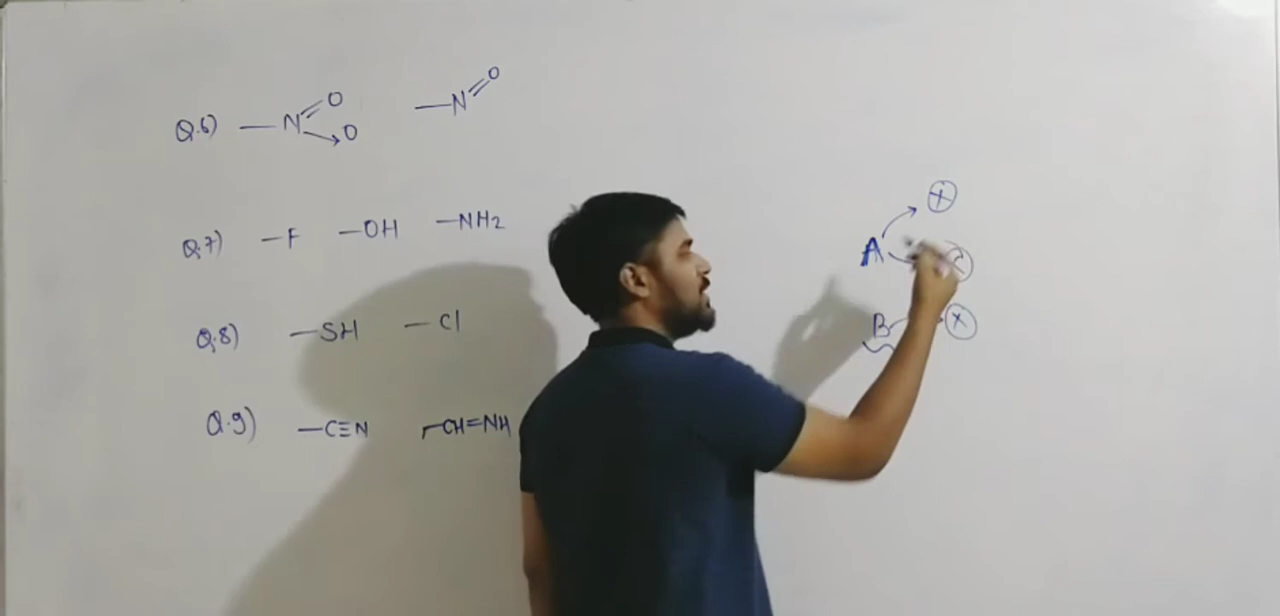 Q.6) —N=O→O —N=O
Q.7) —F —OH —NH2
Q.8) —SH —Cl
Q.9) —C≡N —CH=NH
A +
B x